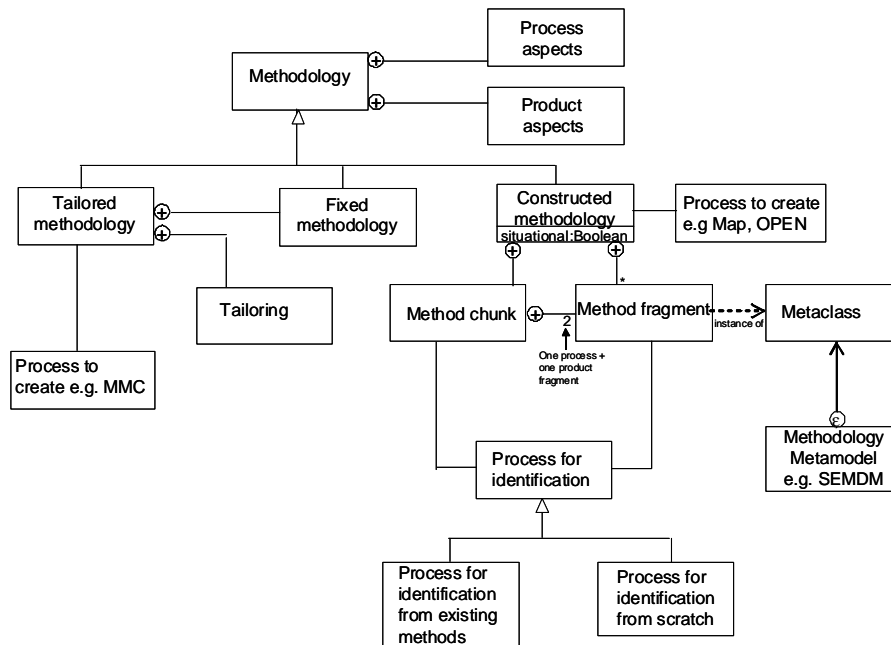 Process
aspects
Methodology
Product
aspects
Tailored
methodology
Fixed
methodology
Constructed
methodology
situational:Boolean
Process to create
e.g Map, OPEN
Tailoring
Method chunk
2
One process +
one product
fragment
*
Method fragment
instance of
Metaclass
Process to
create e.g. MMC
Process for
identification
ε
Methodology
Metamodel
e.g. SEMDM
Process for
identification
from existing
methods
Process for
identification
from scratch